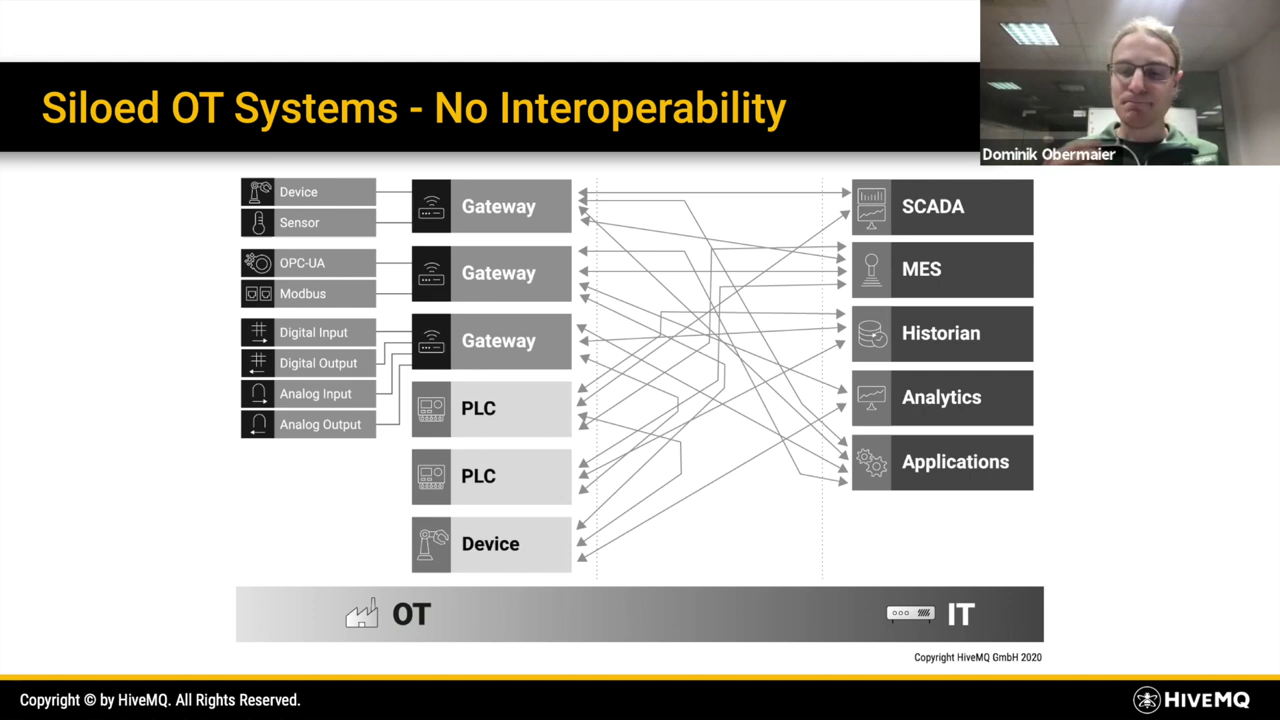 Siloed OT Systems - No Interoperability
Dominik Obermaier
Device
Sensor
OPC-UA
Modbus
Digital Input
Digital Output
Analog Input
Analog Output
Gateway
Gateway
Gateway
PLC
PLC
Device
SCADA
MES
Historian
Analytics
Applications
OT
IT
Copyright HiveMQ GmbH 2020
Copyright © by HiveMQ. All Rights Reserved.
HIVEMQ